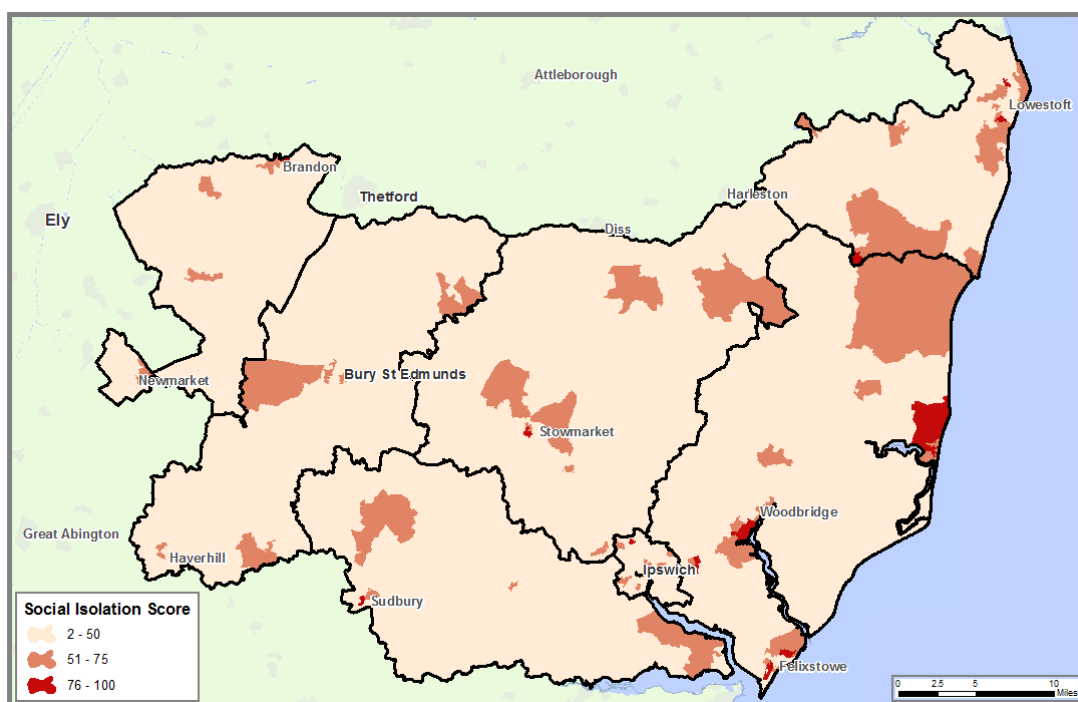 Attleborough
Lowestoft
Brandon
Thetford
Harleston
Ely
Diss
Newmarket
Bury St Edmunds
Stowmarket
Woodbridge
Great Abington
Haverhill
Ipswich
Sudbury
Felixstowe
Social Isolation Score
2 - 50
51 - 75
76 - 100
0 2.5 5 10
Miles